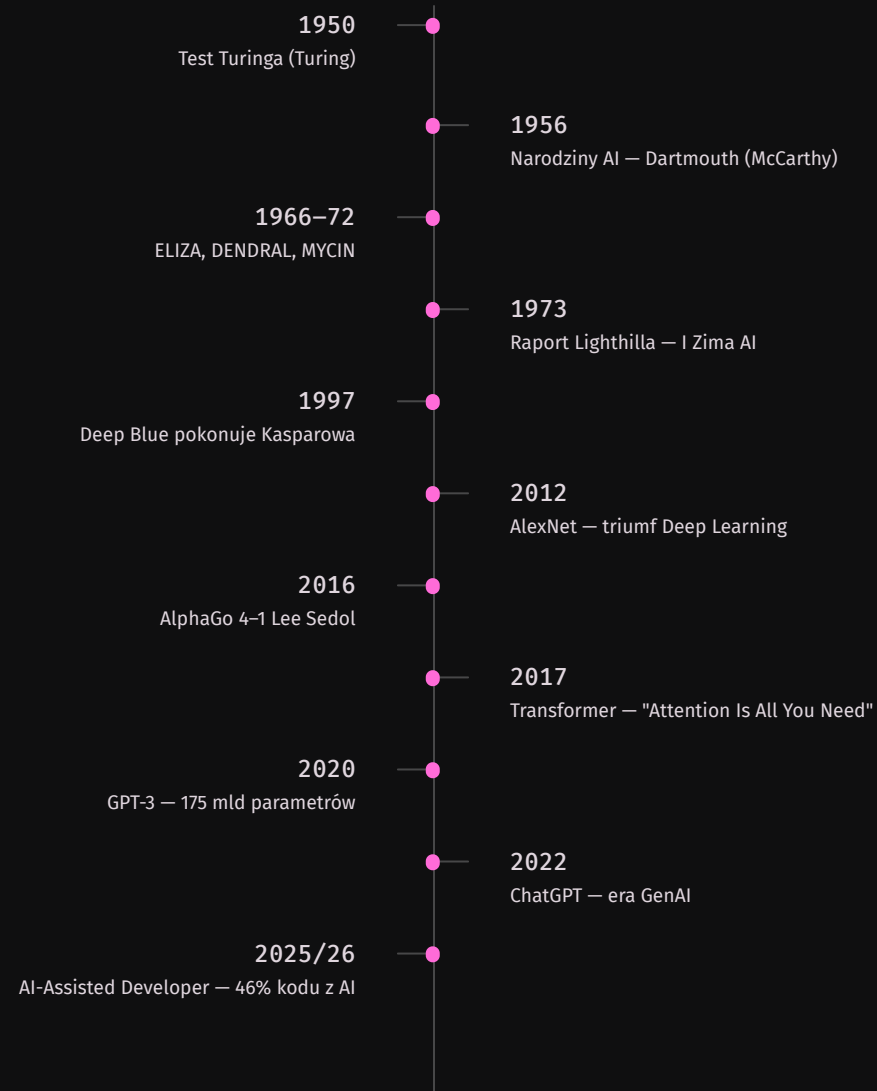 1950
Test Turinga (Turing)
1956
Narodziny AI — Dartmouth (McCarthy)
1966–72
ELIZA, DENDRAL, MYCIN
1973
Raport Lighthilla — I Zima AI
1997
Deep Blue pokonuje Kasparowa
2012
AlexNet — triumf Deep Learning
2016
AlphaGo 4–1 Lee Sedol
2017
Transformer — "Attention Is All You Need"
2020
GPT-3 — 175 mld parametrów
2022
ChatGPT — era GenAI
2025/26
AI-Assisted Developer — 46% kodu z AI